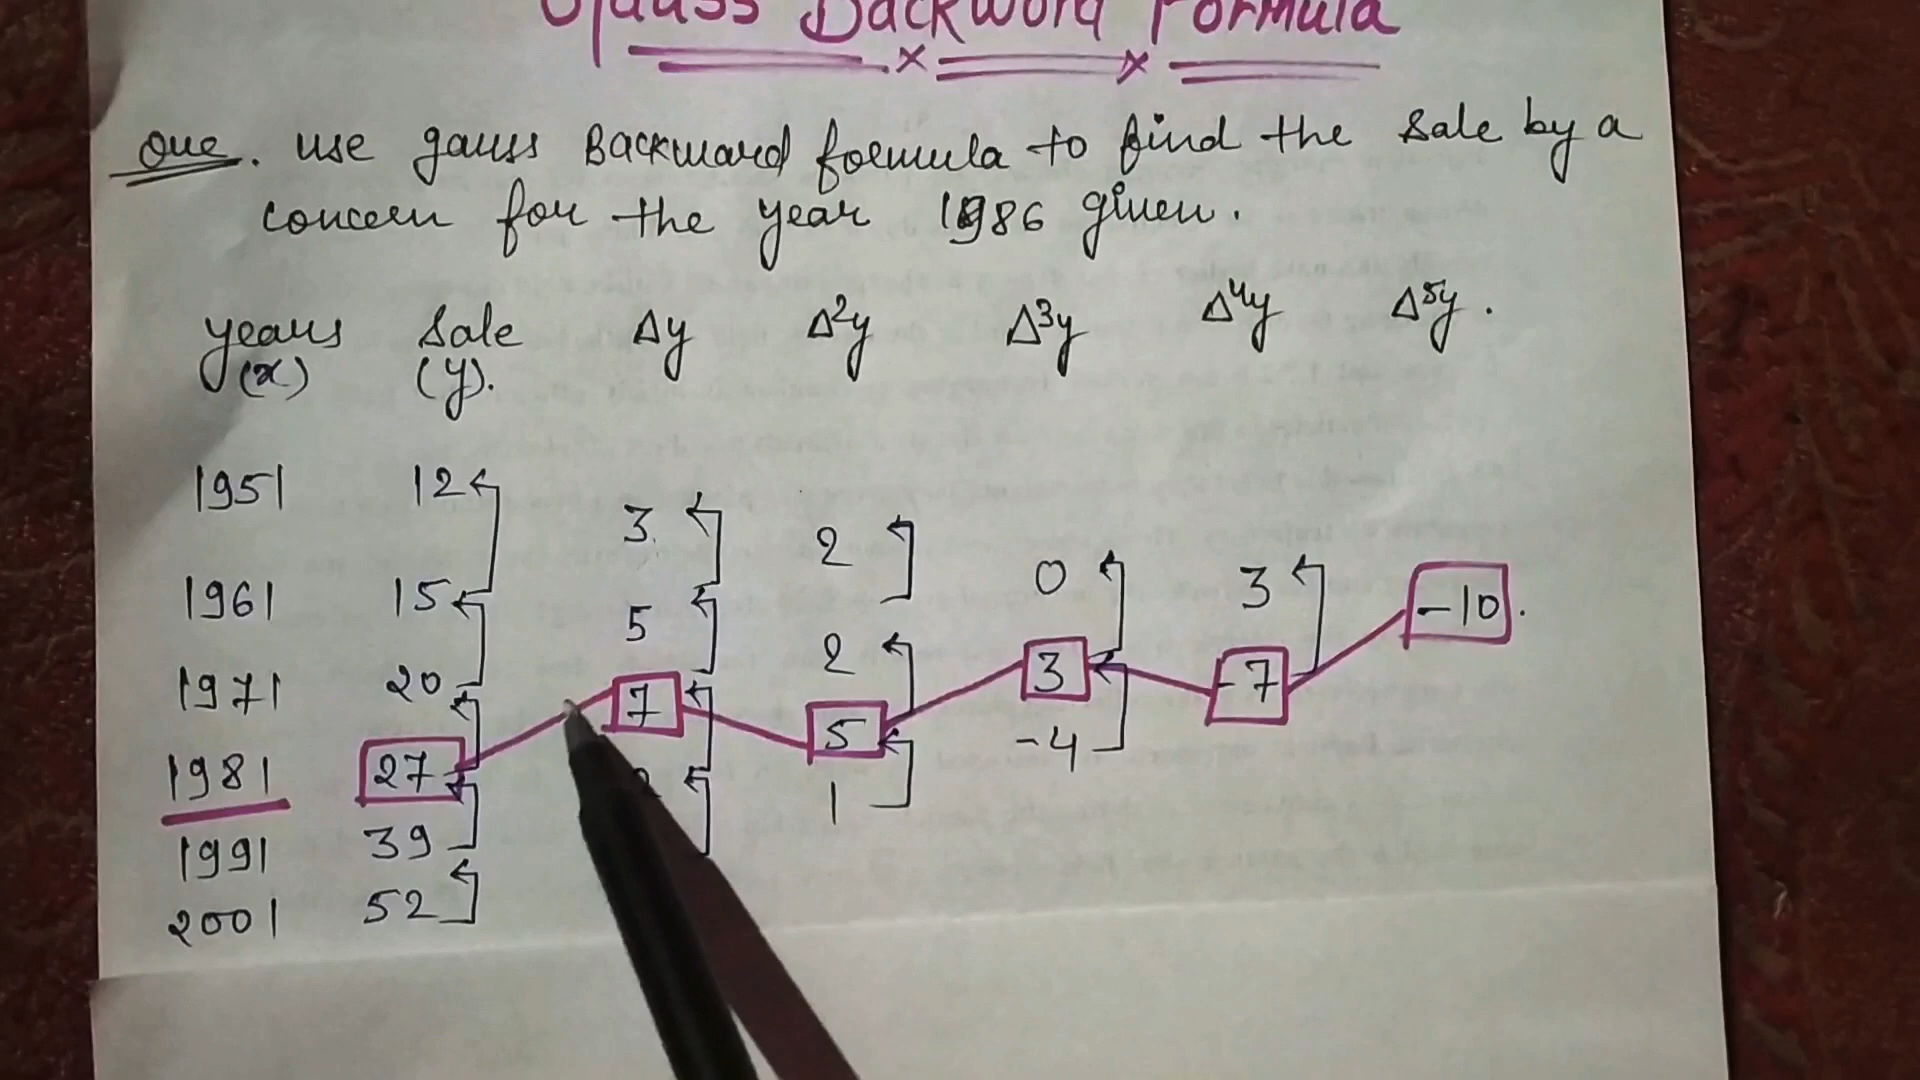 Gauss Backword Formula
Que. use gauss Backward formula to find the sale by a
concern for the year 1986 given.
years (x) sale (y). Δy Δ²y Δ³y Δ⁴y Δ⁵y.
1951 12
3
2
1961 15 0 3 -10.
5
2
1971 20 3 -7
7
5
1981 27 -4
1
1991 39
2001 52